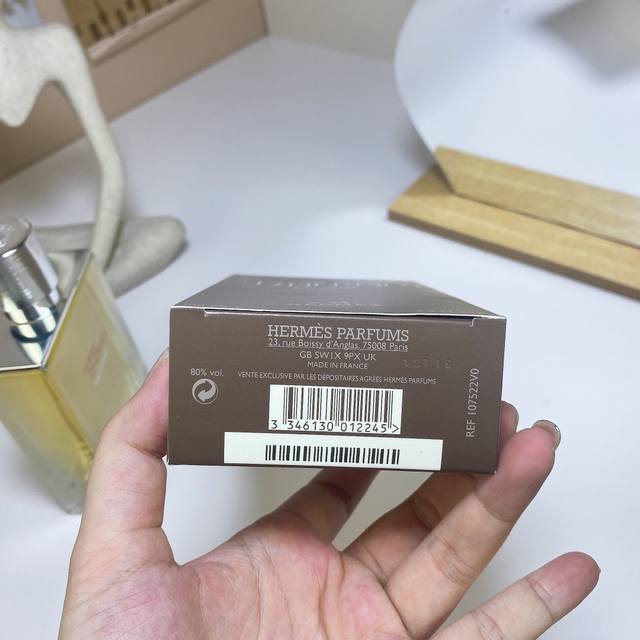 HERMÈS PARFUMS
23, rue Boissy d'Anglas, 75008 Paris
GB SW1X 9PX UK
MADE IN FRANCE
80% vol.
VENTE EXCLUSIVE PAR LES DEPOSITAIRES AGREES HERMÈS PARFUMS
3 346130 012245 >
REF 107522V0